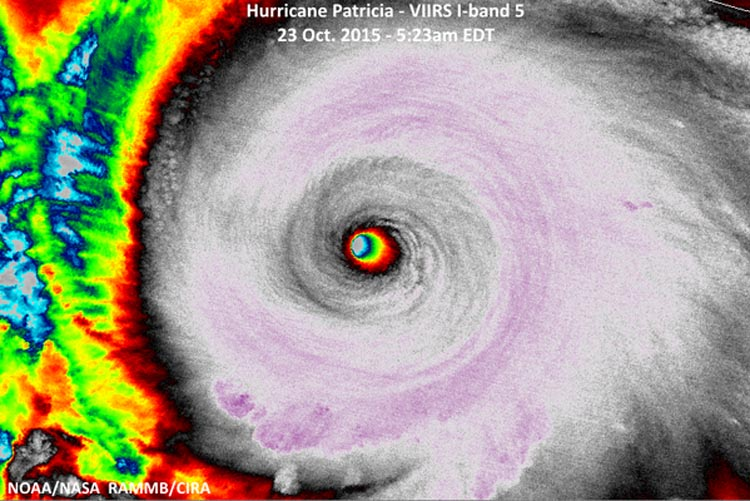 Hurricane Patricia - VIIRS I-band 5
23 Oct. 2015 - 5:23am EDT
NOAA/NASA RAMMB/CIRA